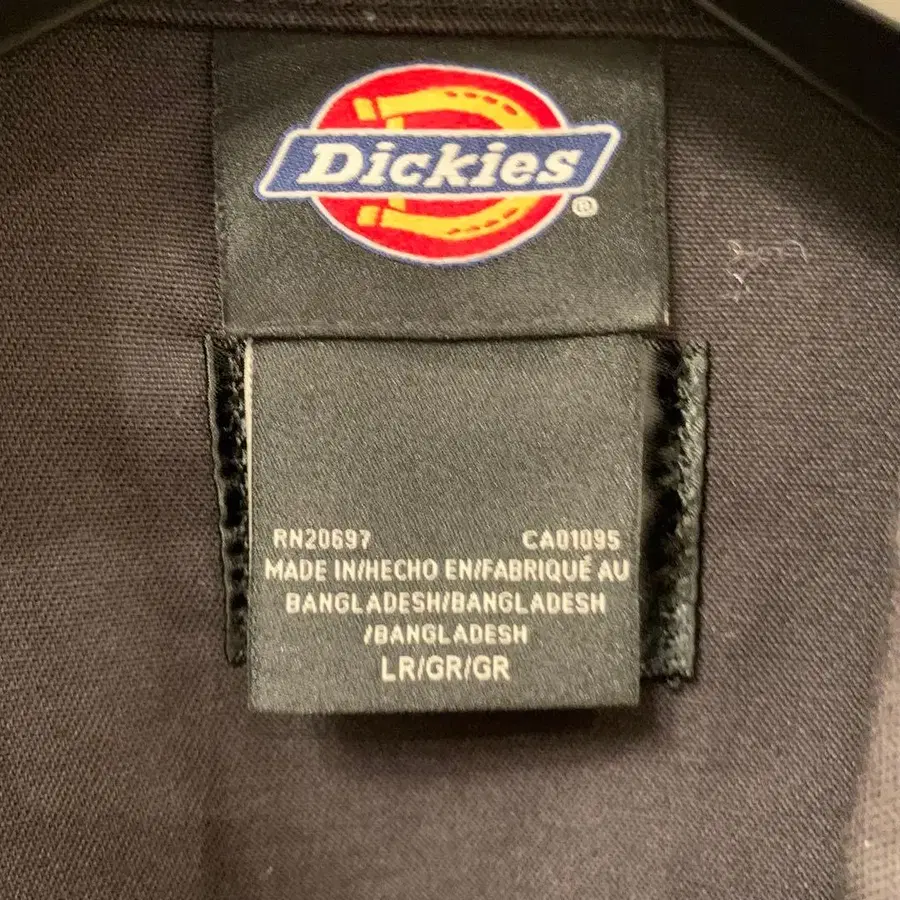 Dickies
®
RN20697 CA01095
MADE IN/HECHO EN/FABRIQUÉ AU
BANGLADESH/BANGLADESH
/BANGLADESH
LR/GR/GR